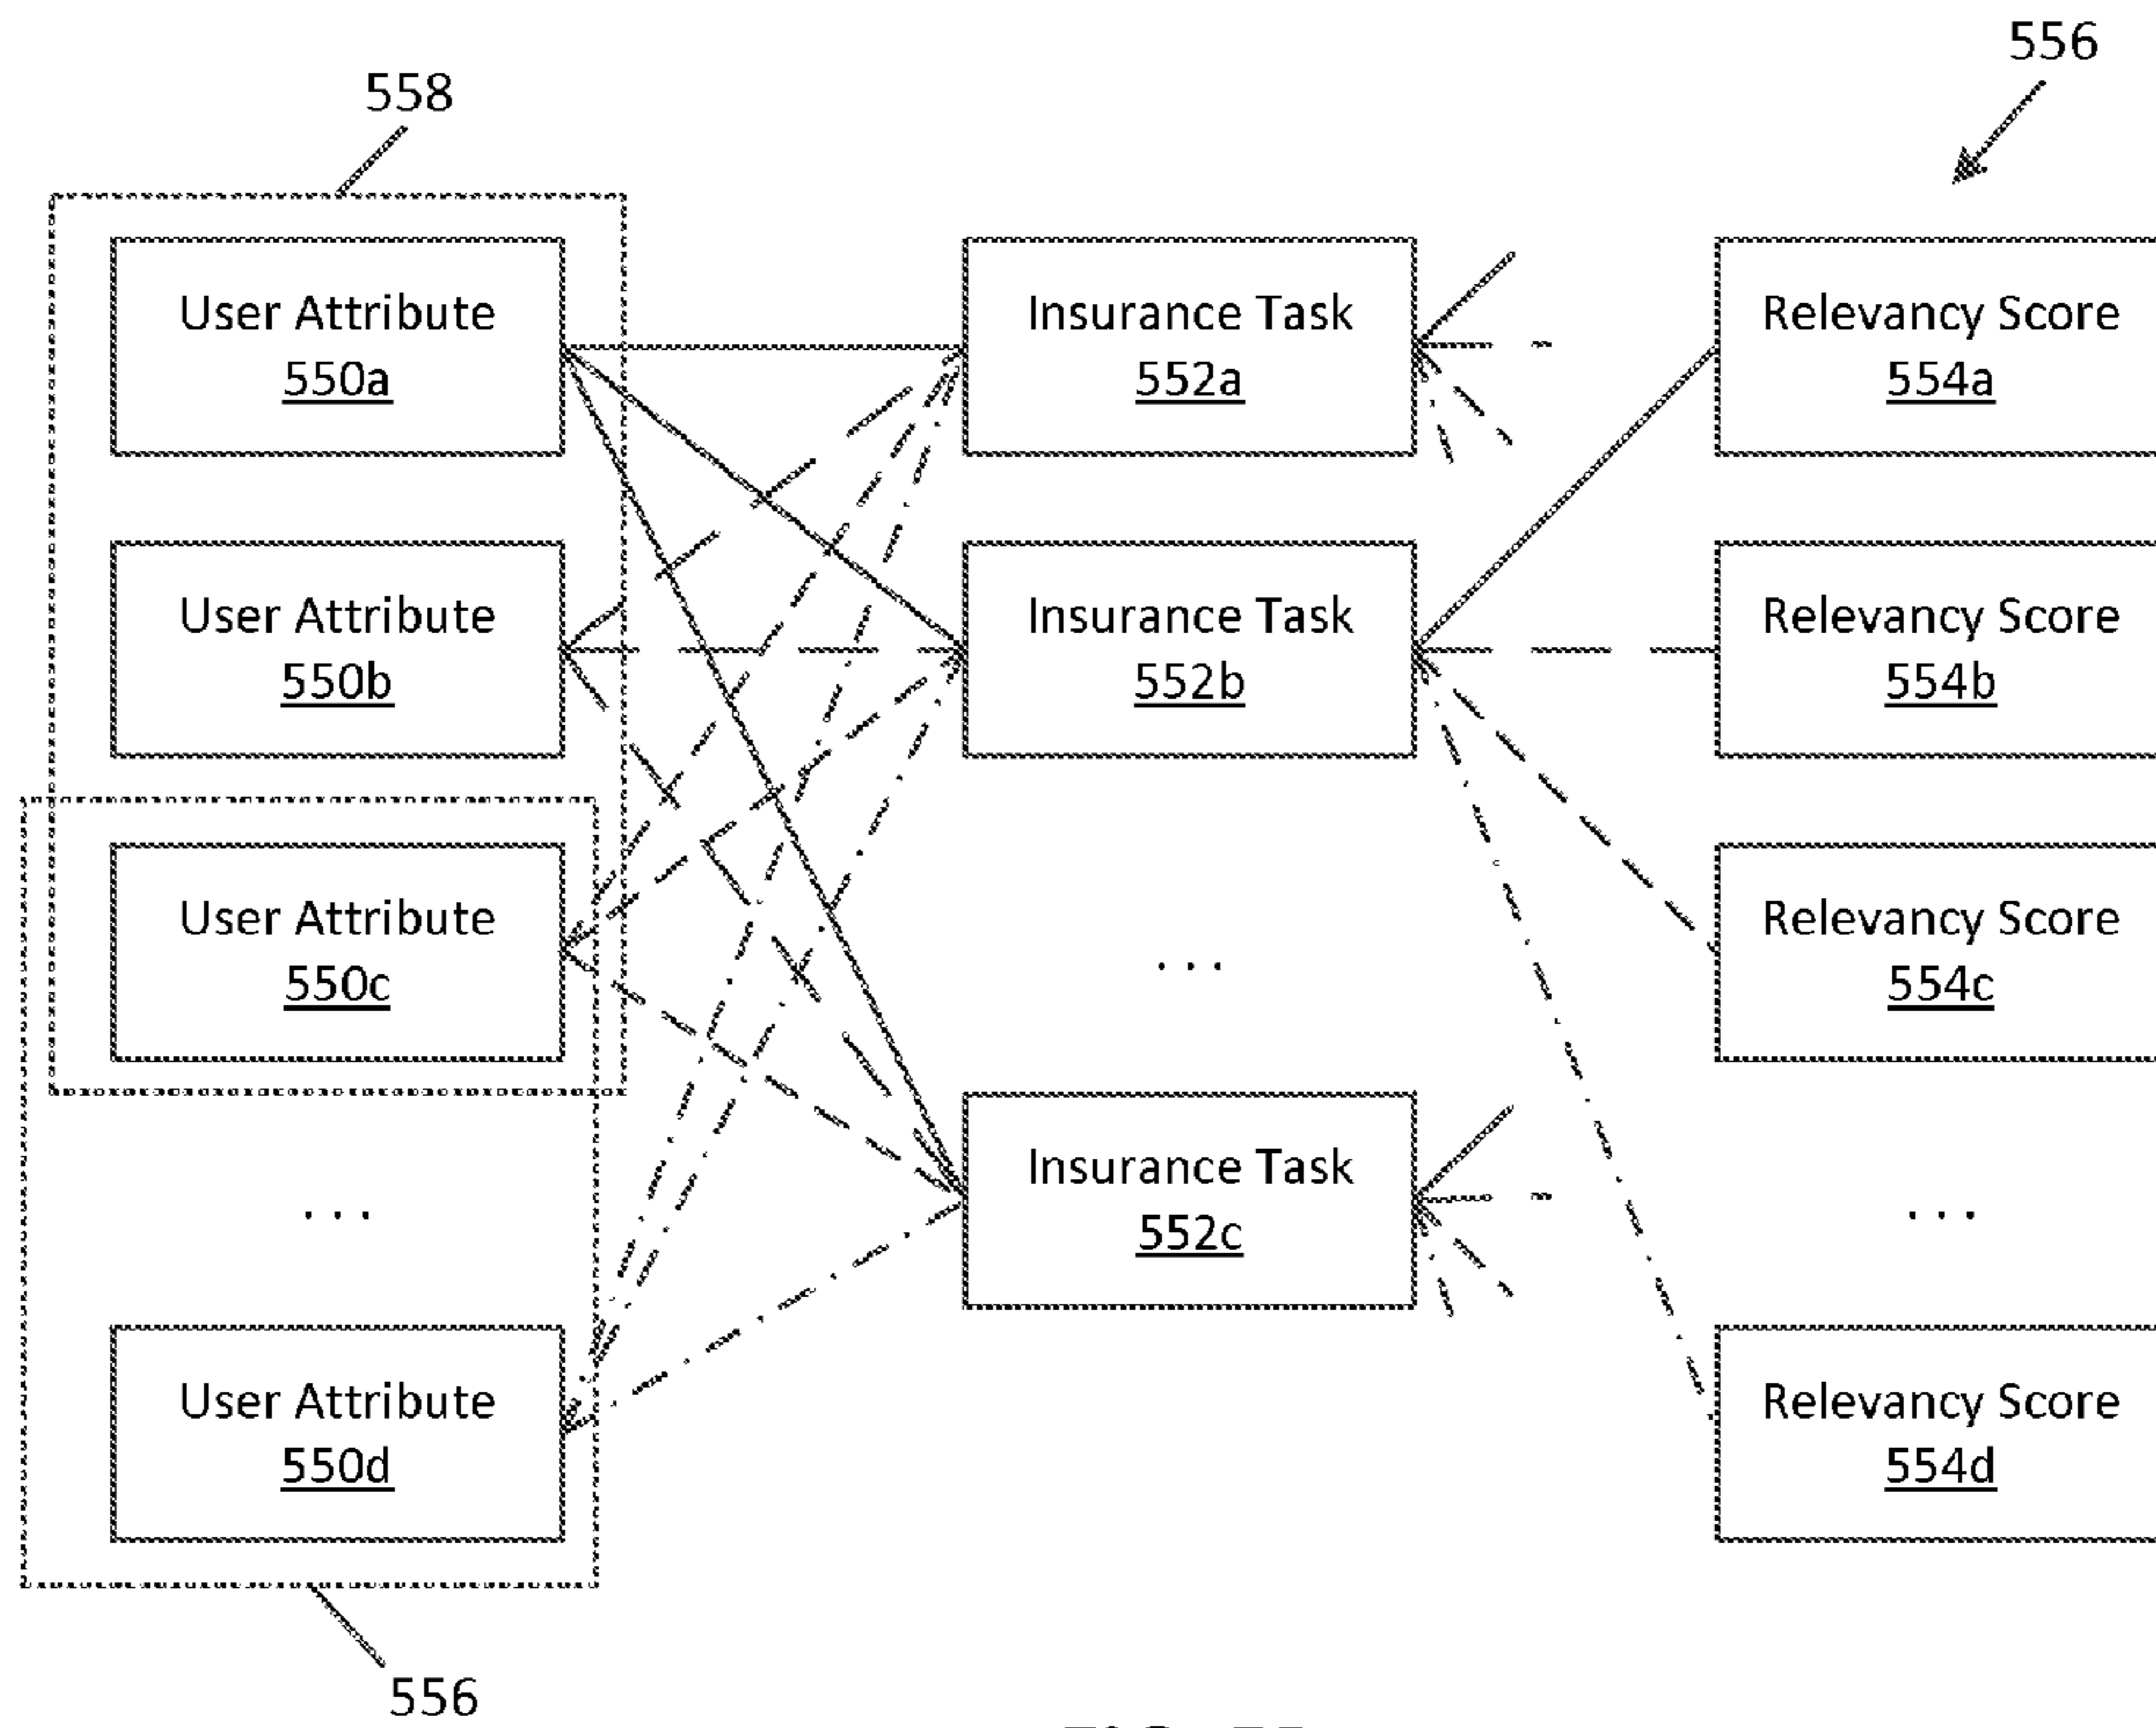 556
558
User Attribute
550a
Insurance Task
552a
Relevancy Score
554a
User Attribute
550b
Insurance Task
552b
Relevancy Score
554b
User Attribute
550c
. . .
Relevancy Score
554c
. . .
Insurance Task
552c
. . .
User Attribute
550d
Relevancy Score
554d
556